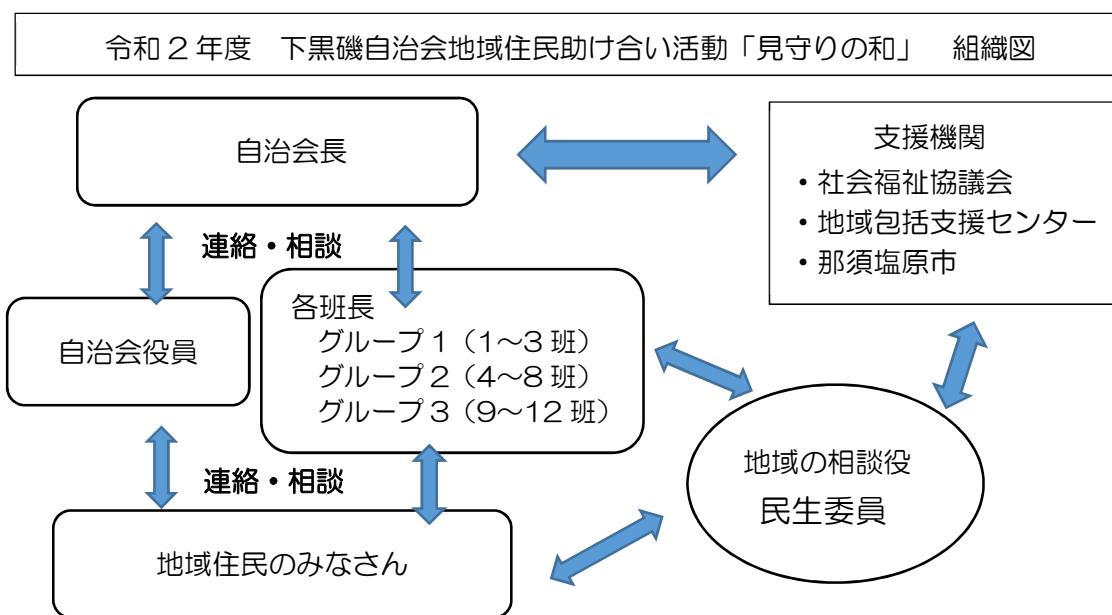 令和２年度　下黒磯自治会地域住民助け合い活動「見守りの和」　組織図
自治会長
支援機関
・社会福祉協議会
・地域包括支援センター
・那須塩原市
連絡・相談
自治会役員
各班長
グループ１（１～３班）
グループ２（４～８班）
グループ３（９～１２班）
連絡・相談
地域の相談役
民生委員
地域住民のみなさん